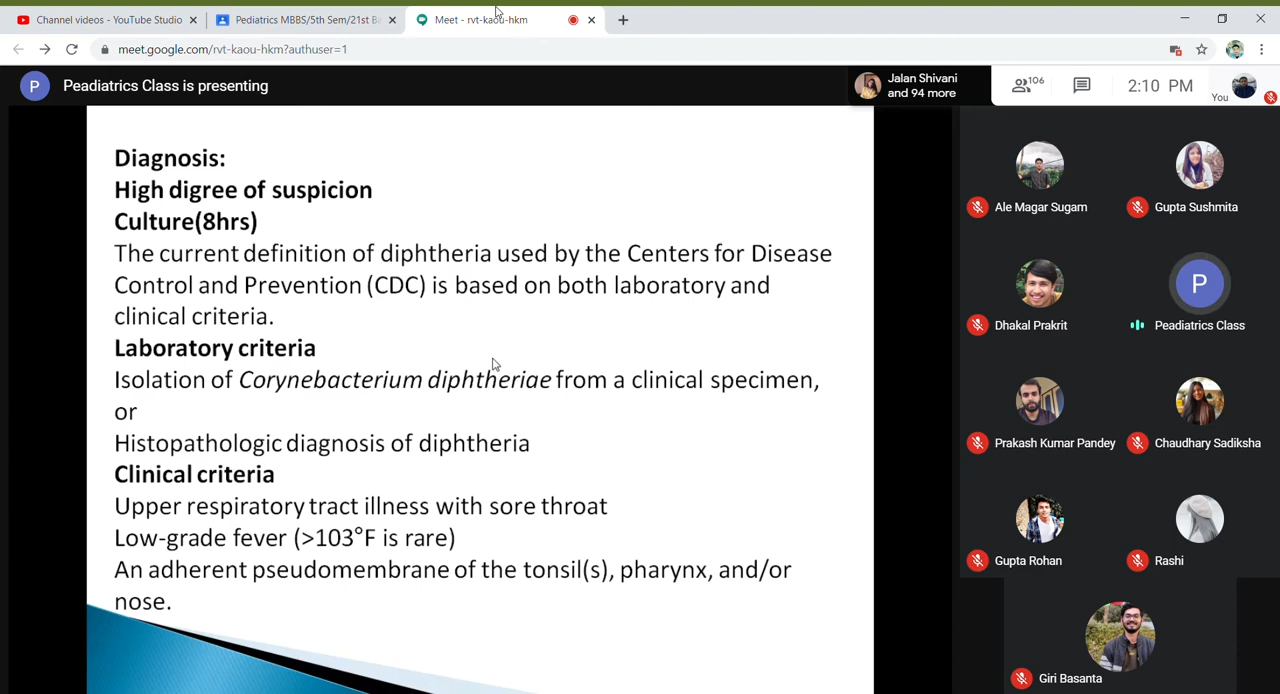 Channel videos - YouTube Studio
Pediatrics MBBS/5th Sem/21st Ba
Meet - rvt-kaou-hkm
meet.google.com/rvt-kaou-hkm?authuser=1
P
Peadiatrics Class is presenting
Jalan Shivani
and 94 more
106
2:10 PM
You
Diagnosis:
High digree of suspicion
Culture(8hrs)
The current definition of diphtheria used by the Centers for Disease
Control and Prevention (CDC) is based on both laboratory and
clinical criteria.
Laboratory criteria
Isolation of Corynebacterium diphtheriae from a clinical specimen,
or
Histopathologic diagnosis of diphtheria
Clinical criteria
Upper respiratory tract illness with sore throat
Low-grade fever (>103°F is rare)
An adherent pseudomembrane of the tonsil(s), pharynx, and/or
nose.
Ale Magar Sugam
Gupta Sushmita
Dhakal Prakrit
P
Peadiatrics Class
Prakash Kumar Pandey
Chaudhary Sadiksha
Gupta Rohan
Rashi
Giri Basanta